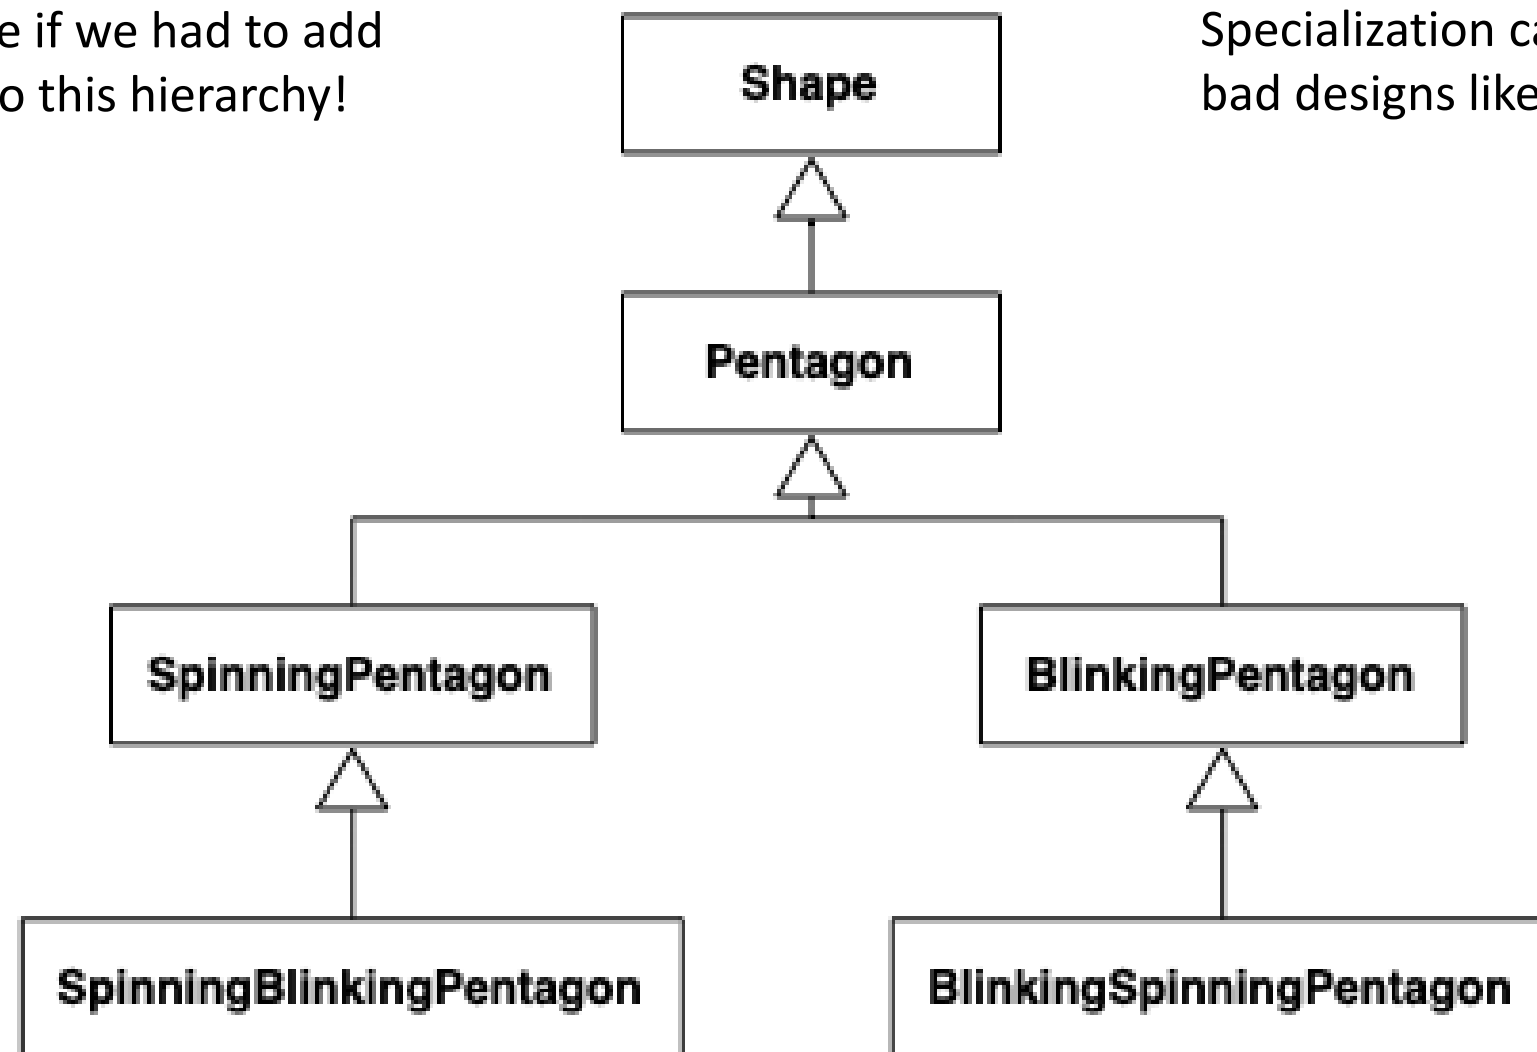 e if we had to add
o this hierarchy!
Specialization ca
bad designs like
Shape
Pentagon
SpinningPentagon
BlinkingPentagon
SpinningBlinkingPentagon
BlinkingSpinningPentagon